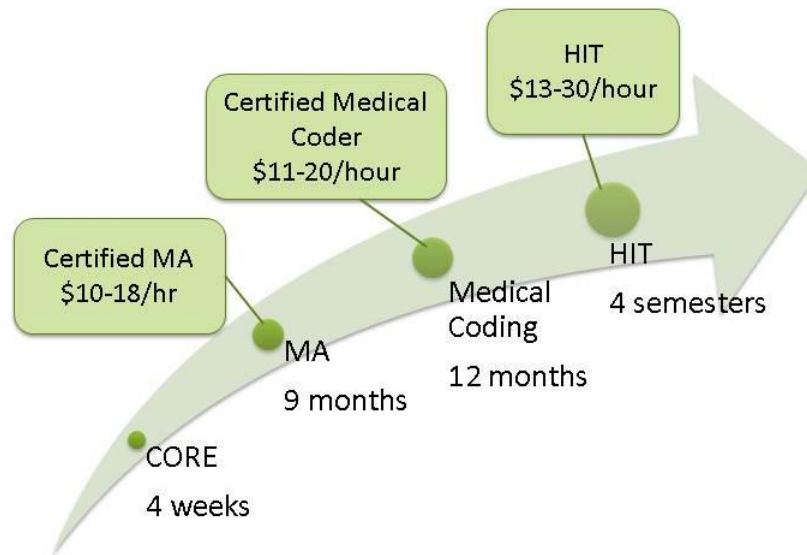 HIT
$13-30/hour
Certified Medical
Coder
$11-20/hour
Certified MA
$10-18/hr
HIT
4 semesters
Medical
Coding
12 months
MA
9 months
CORE
4 weeks